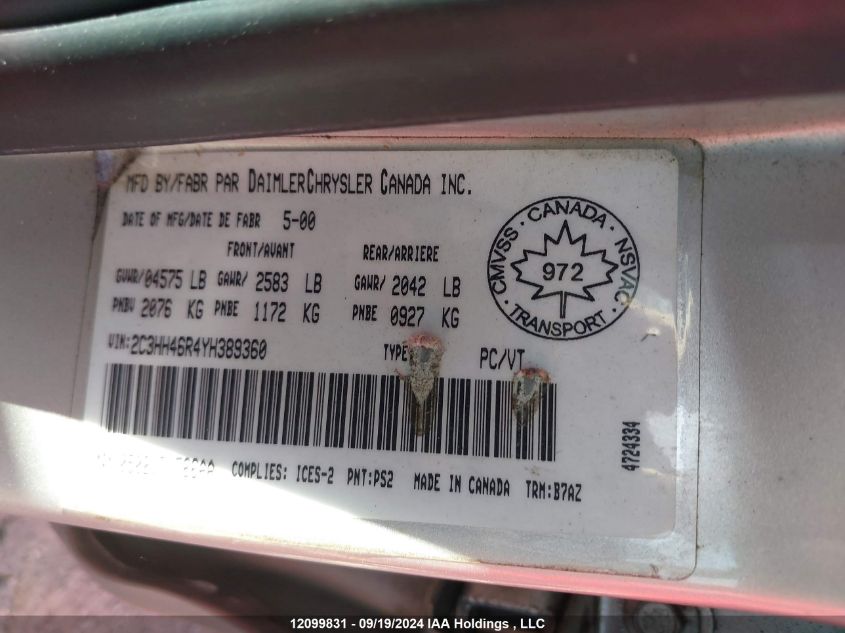 MFD BY/FABR PAR DAIMLERCHRYSLER CANADA INC.
DATE OF MFG/DATE DE FABR 5-00
FRONT/AVANT REAR/ARRIERE
GVWR/04575 LB GAWR/ 2583 LB GAWR/ 2042 LB
PNBV 2076 KG PNBE 1172 KG PNBE 0927 KG
VIN:2C3HH46R4YH389360 TYPE PC/VT
COMPLIES: ICES-2 PNT:PS2 MADE IN CANADA TRM:B7AZ
CMVSS · CANADA · NSVAC · TRANSPORT ·
972
4724334
12099831 - 09/19/2024 IAA Holdings , LLC